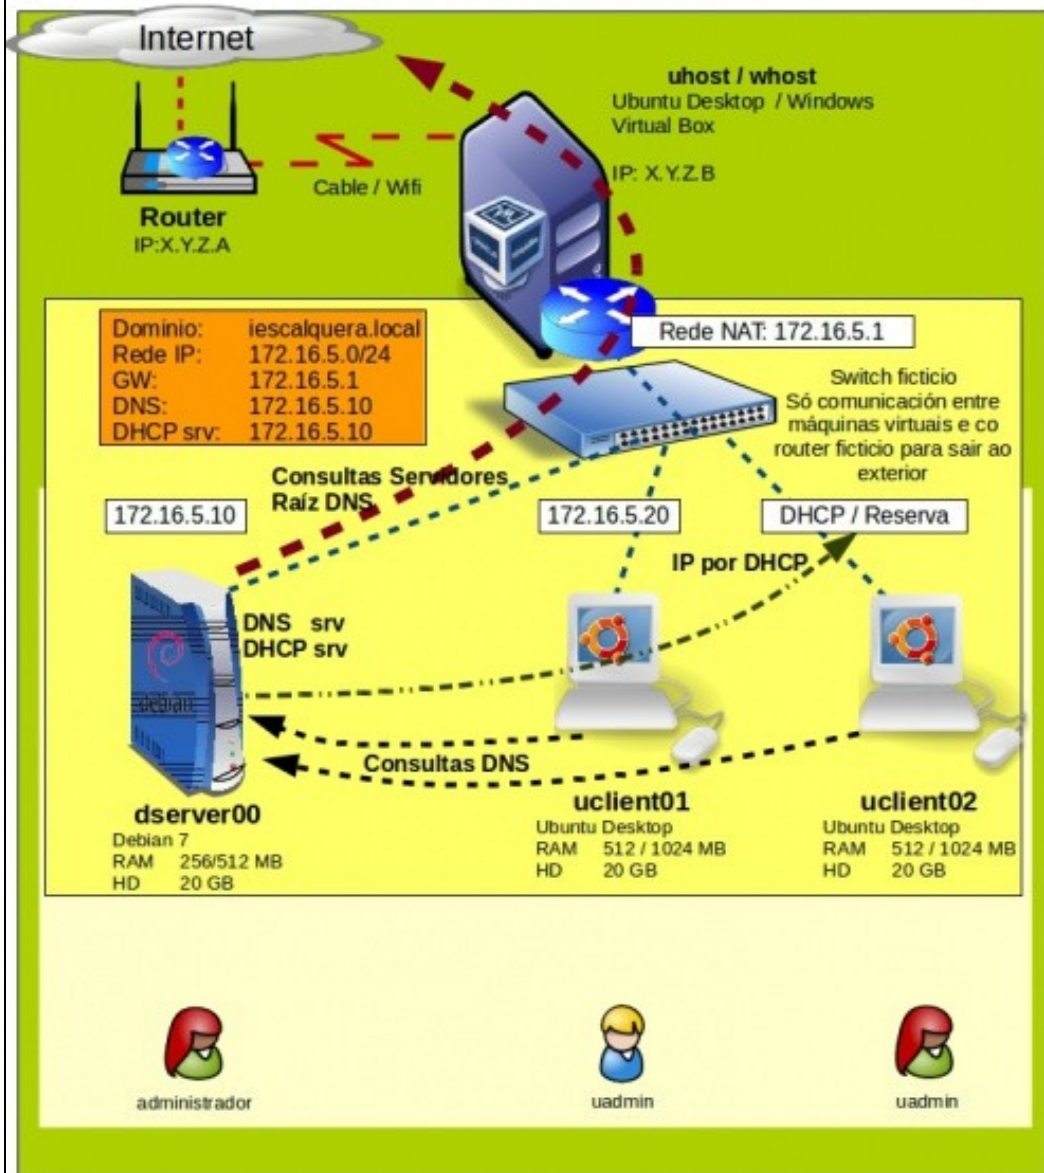 Internet
uhost / whost
Ubuntu Desktop / Windows
Virtual Box
IP: X.Y.Z.B
Cable / Wifi
Router
IP:X.Y.Z.A
Dominio: iescalquera.local
Rede IP: 172.16.5.0/24
GW: 172.16.5.1
DNS: 172.16.5.10
DHCP srv: 172.16.5.10
Rede NAT: 172.16.5.1
Switch ficticio
Só comunicación entre
máquinas virtuais e co
router ficticio para sair ao
exterior
Consultas Servidores
Raíz DNS
172.16.5.10
172.16.5.20
DHCP / Reserva
IP por DHCP
DNS srv
DHCP srv
debian
Consultas DNS
dserver00
Debian 7
RAM 256/512 MB
HD 20 GB
uclient01
Ubuntu Desktop
RAM 512 / 1024 MB
HD 20 GB
uclient02
Ubuntu Desktop
RAM 512 / 1024 MB
HD 20 GB
administrador
uadmin
uadmin